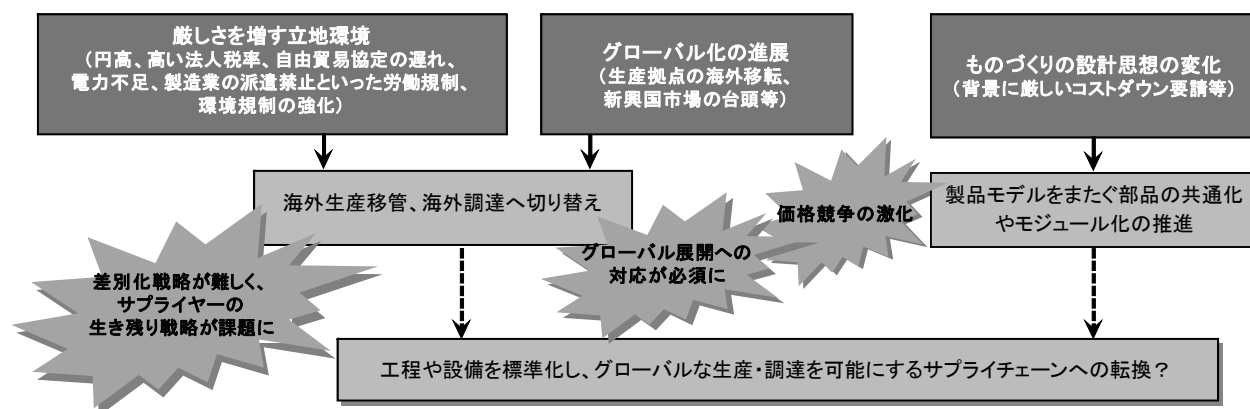 厳しさを増す立地環境
(円高、高い法人税率、自由貿易協定の遅れ、
電力不足、製造業の派遣禁止といった労働規制、
環境規制の強化)
グローバル化の進展
(生産拠点の海外移転、
新興国市場の台頭等)
ものづくりの設計思想の変化
(背景に厳しいコストダウン要請等)
海外生産移管、海外調達へ切り替え
価格競争の激化
製品モデルをまたぐ部品の共通化
やモジュール化の推進
グローバル展開への
対応が必須に
差別化戦略が難しく、
サプライヤーの
生き残り戦略が課題に
工程や設備を標準化し、グローバルな生産・調達を可能にするサプライチェーンへの転換？